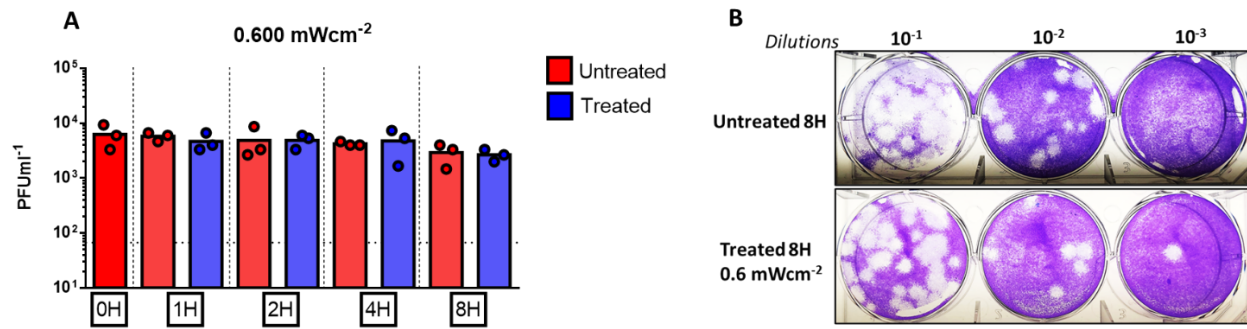 A
0.600 mWcm⁻²
PFUml⁻¹
10⁵
10⁴
10³
10²
10¹
0H 1H 2H 4H 8H
Untreated
Treated
B
Dilutions 10⁻¹ 10⁻² 10⁻³
Untreated 8H
Treated 8H
0.6 mWcm⁻²